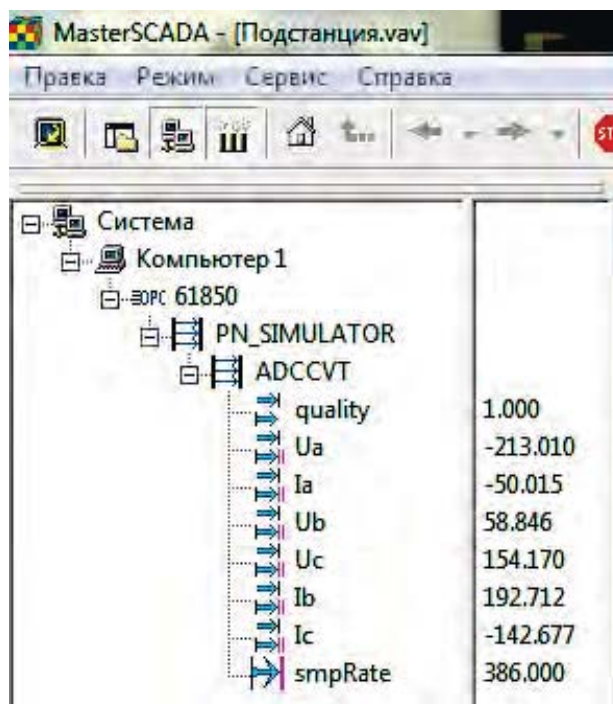 MasterSCADA - [Подстанция.vav]
Правка Режим Сервис Справка
Система
Компьютер 1
OPC 61850
PN_SIMULATOR
ADCCVT
quality 1.000
Ua -213.010
Ia -50.015
Ub 58.846
Uc 154.170
Ib 192.712
Ic -142.677
smpRate 386.000